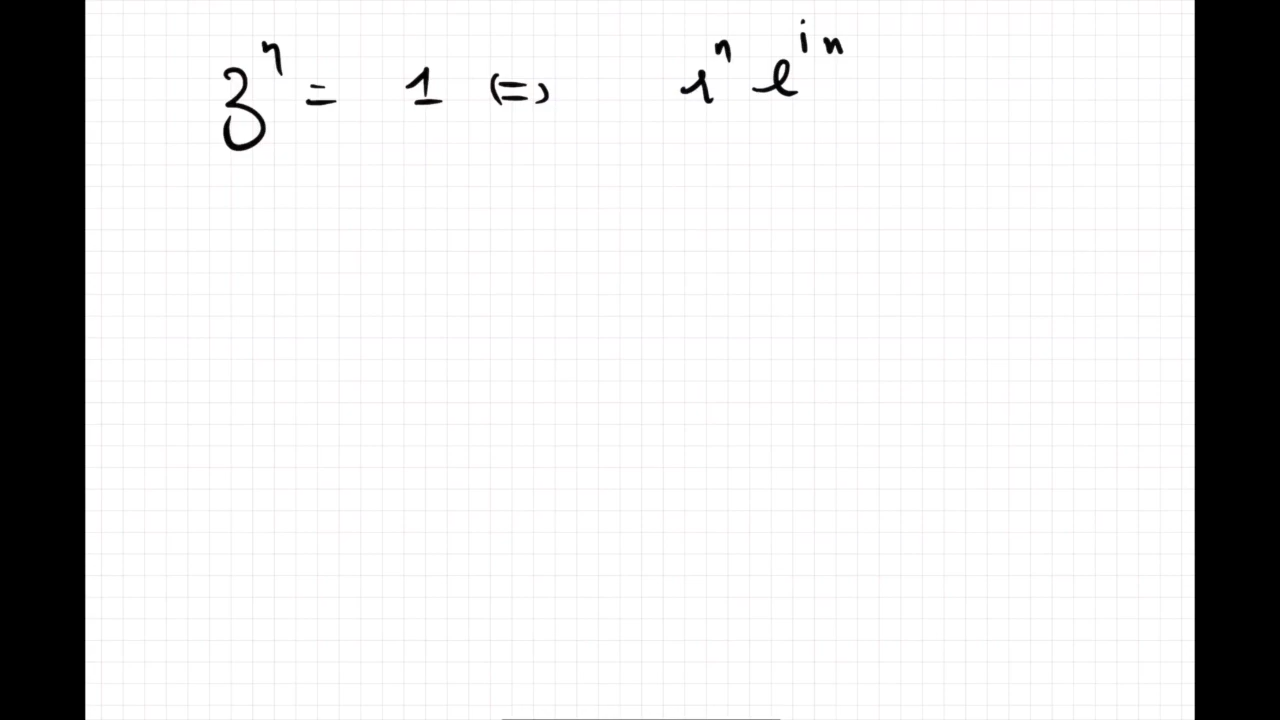 z^n = 1 <=> r^n e^{in}